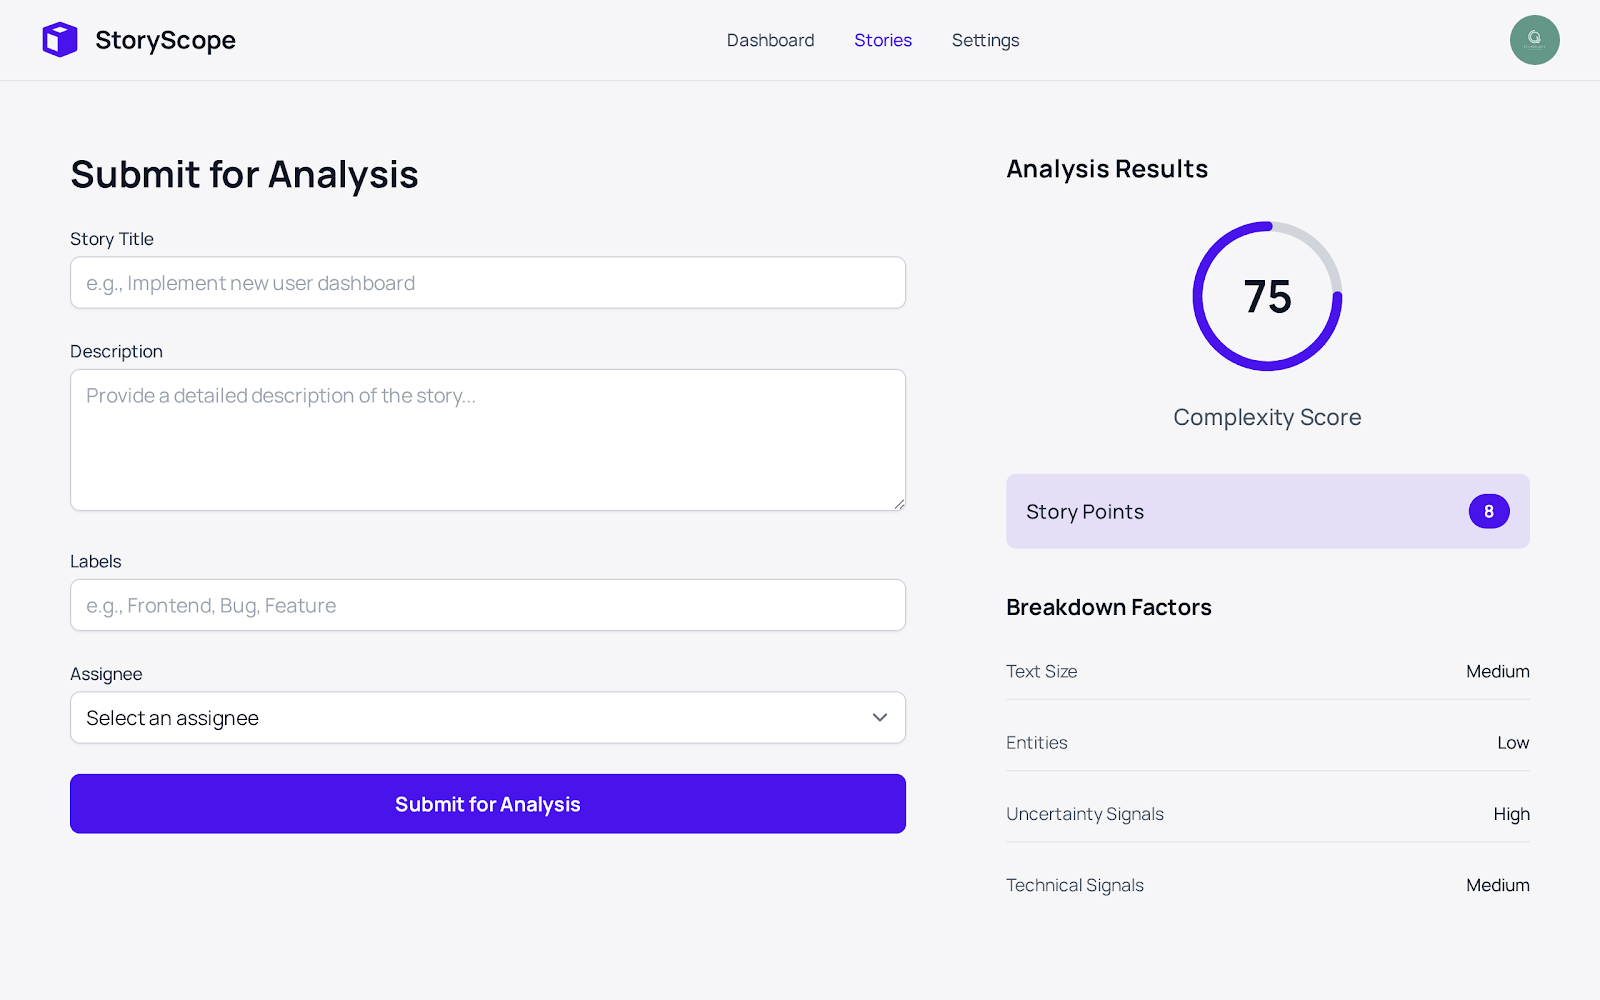 StoryScope
Dashboard
Stories
Settings
Submit for Analysis
Story Title
e.g., Implement new user dashboard
Description
Provide a detailed description of the story...
Labels
e.g., Frontend, Bug, Feature
Assignee
Select an assignee
Submit for Analysis
Analysis Results
75
Complexity Score
Story Points 8
Breakdown Factors
Text Size Medium
Entities Low
Uncertainty Signals High
Technical Signals Medium